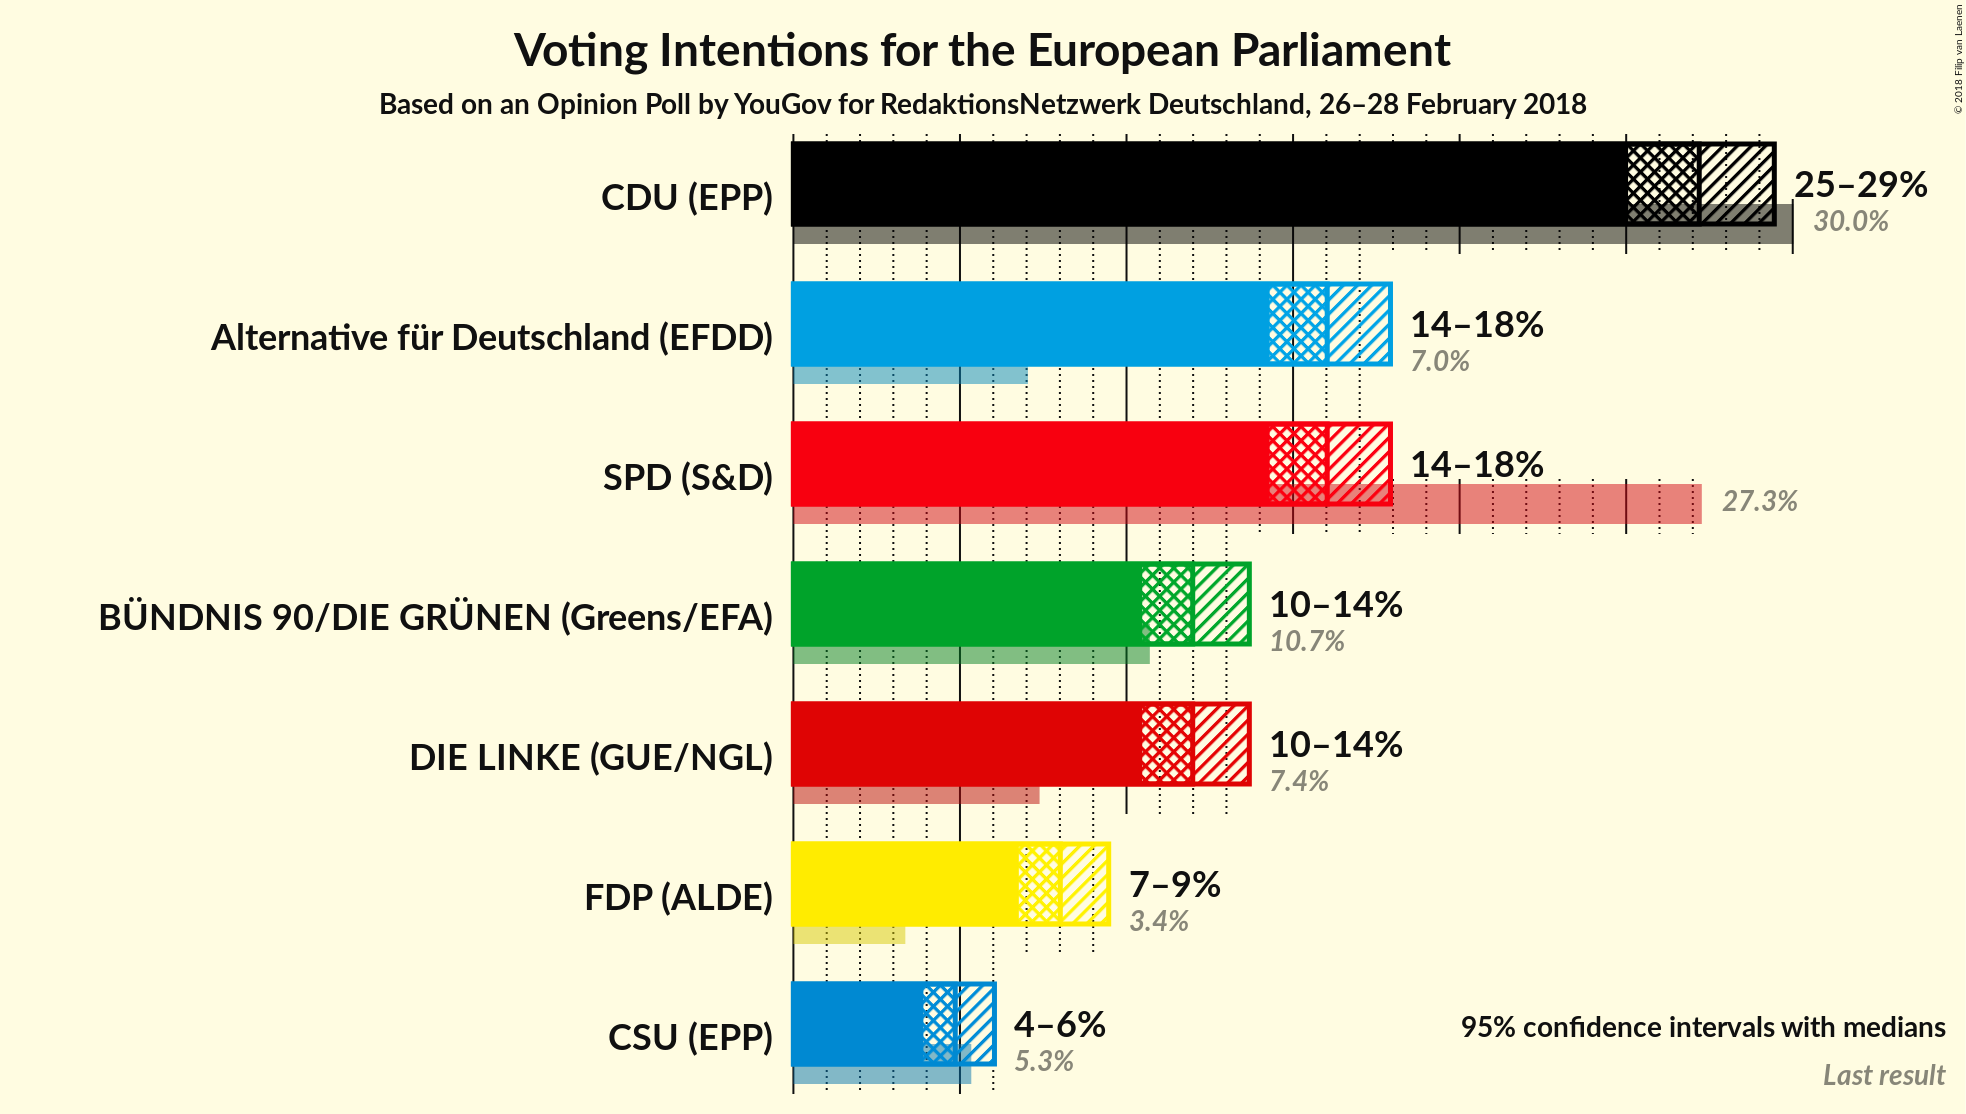 Voting Intentions for the European Parliament
Based on an Opinion Poll by YouGov for RedaktionsNetzwerk Deutschland, 26–28 February 2018
© 2018 Filip van Laenen
CDU (EPP)
25–29%
30.0%
Alternative für Deutschland (EFDD)
14–18%
7.0%
SPD (S&D)
14–18%
27.3%
BÜNDNIS 90/DIE GRÜNEN (Greens/EFA)
10–14%
10.7%
DIE LINKE (GUE/NGL)
10–14%
7.4%
FDP (ALDE)
7–9%
3.4%
CSU (EPP)
4–6%
5.3%
95% confidence intervals with medians
Last result